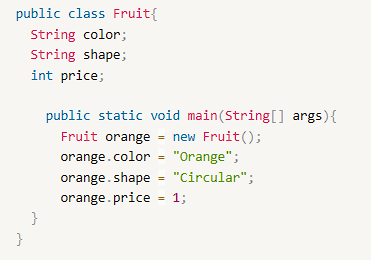 public class Fruit{
String color;
String shape;
int price;
public static void main(String[] args){
Fruit orange = new Fruit();
orange.color = "Orange";
orange.shape = "Circular";
orange.price = 1;
}
}